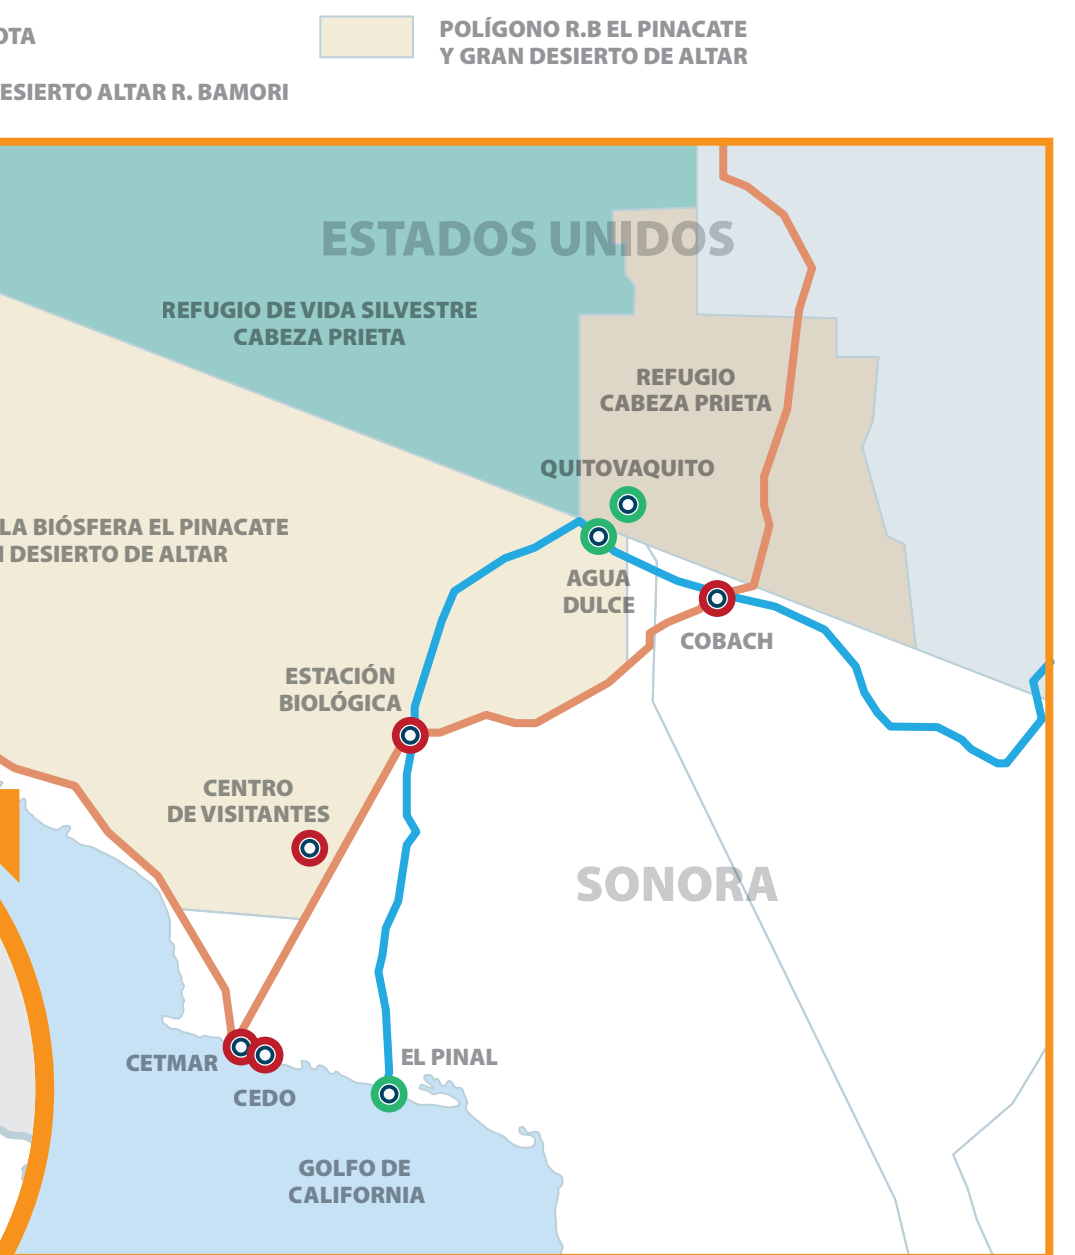 OTA
POLÍGONO R.B EL PINACATE
Y GRAN DESIERTO DE ALTAR
ESIERTO ALTAR R. BAMORI
ESTADOS UNIDOS
REFUGIO DE VIDA SILVESTRE
CABEZA PRIETA
REFUGIO
CABEZA PRIETA
QUITOVAQUITO
LA BIÓSFERA EL PINACATE
DESIERTO DE ALTAR
AGUA
DULCE
COBACH
ESTACIÓN
BIOLÓGICA
CENTRO
DE VISITANTES
SONORA
CETMAR
CEDO
EL PINAL
GOLFO DE
CALIFORNIA